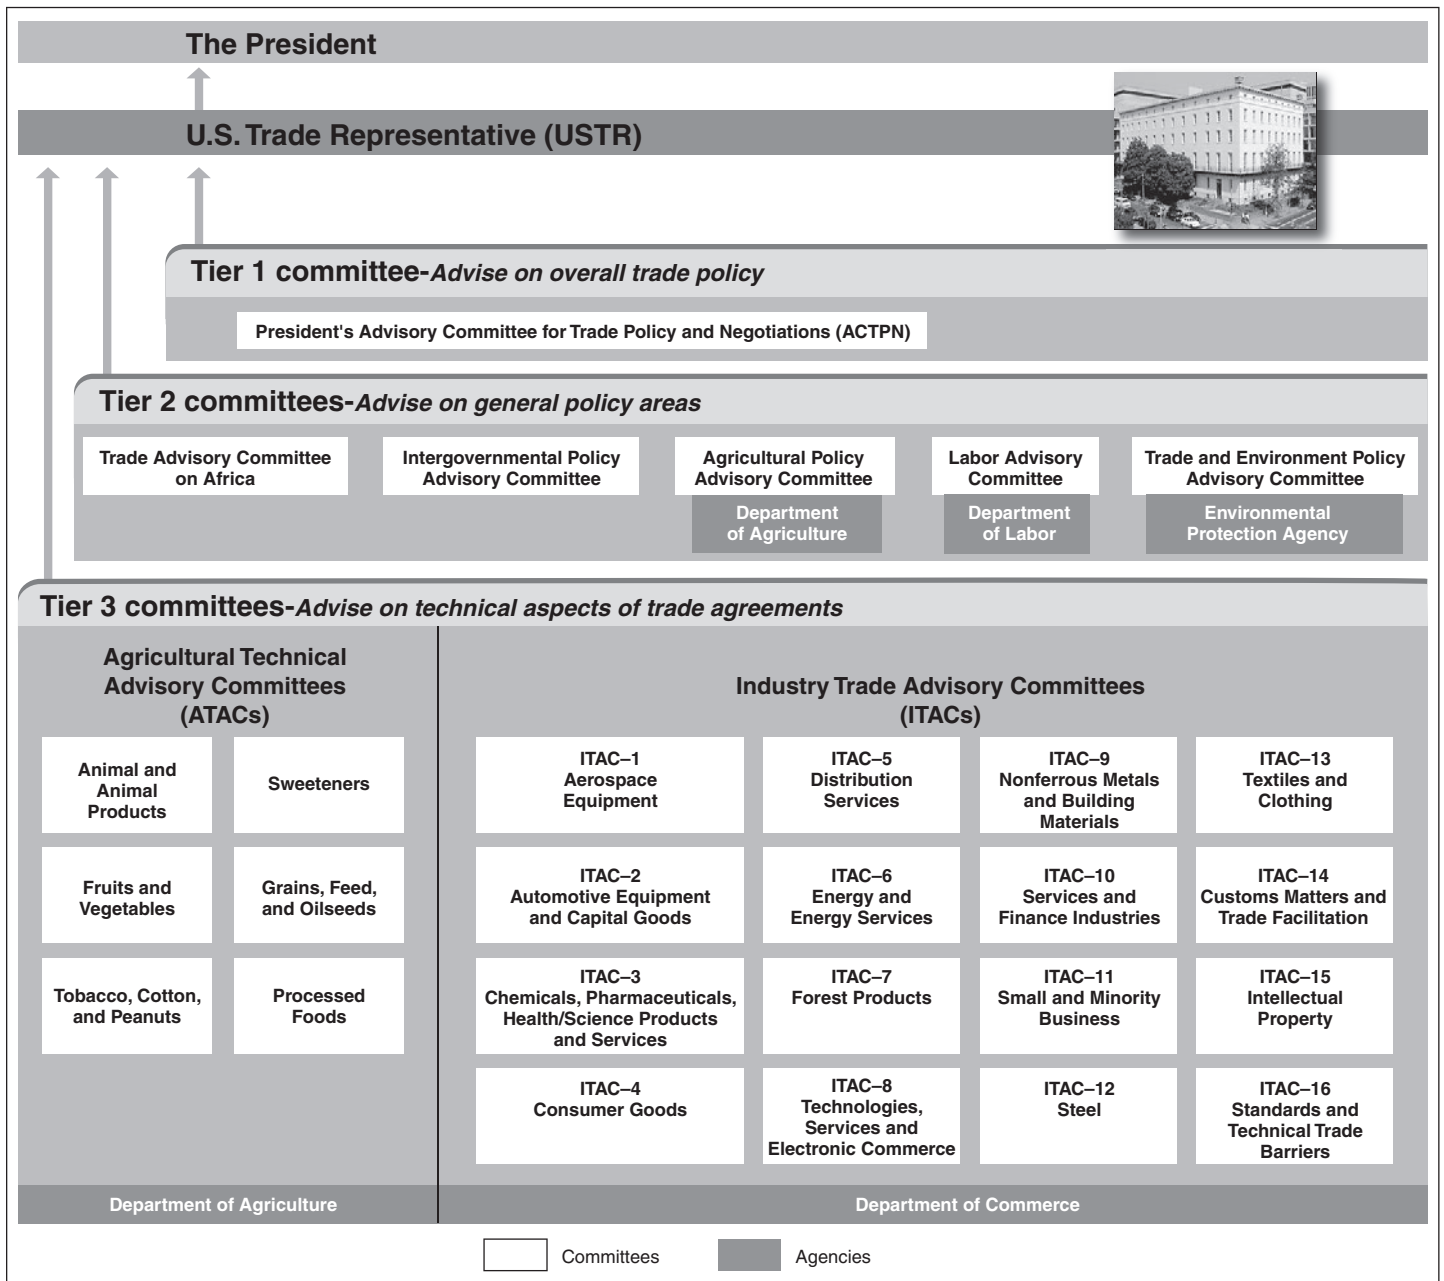 The President
U.S. Trade Representative (USTR)
Tier 1 committee-Advise on overall trade policy
President's Advisory Committee for Trade Policy and Negotiations (ACTPN)
Tier 2 committees-Advise on general policy areas
Trade Advisory Committee
on Africa
Intergovernmental Policy
Advisory Committee
Agricultural Policy
Advisory Committee
Department
of Agriculture
Labor Advisory
Committee
Department
of Labor
Trade and Environment Policy
Advisory Committee
Environmental
Protection Agency
Tier 3 committees-Advise on technical aspects of trade agreements
Agricultural Technical
Advisory Committees
(ATACs)
Animal and
Animal
Products
Sweeteners
Fruits and
Vegetables
Grains, Feed,
and Oilseeds
Tobacco, Cotton,
and Peanuts
Processed
Foods
Department of Agriculture
Industry Trade Advisory Committees
(ITACs)
ITAC–1
Aerospace
Equipment
ITAC–5
Distribution
Services
ITAC–9
Nonferrous Metals
and Building
Materials
ITAC–13
Textiles and
Clothing
ITAC–2
Automotive Equipment
and Capital Goods
ITAC–6
Energy and
Energy Services
ITAC–10
Services and
Finance Industries
ITAC–14
Customs Matters and
Trade Facilitation
ITAC–3
Chemicals, Pharmaceuticals,
Health/Science Products
and Services
ITAC–7
Forest Products
ITAC–11
Small and Minority
Business
ITAC–15
Intellectual
Property
ITAC–4
Consumer Goods
ITAC–8
Technologies,
Services and
Electronic Commerce
ITAC–12
Steel
ITAC–16
Standards and
Technical Trade
Barriers
Department of Commerce
Committees
Agencies